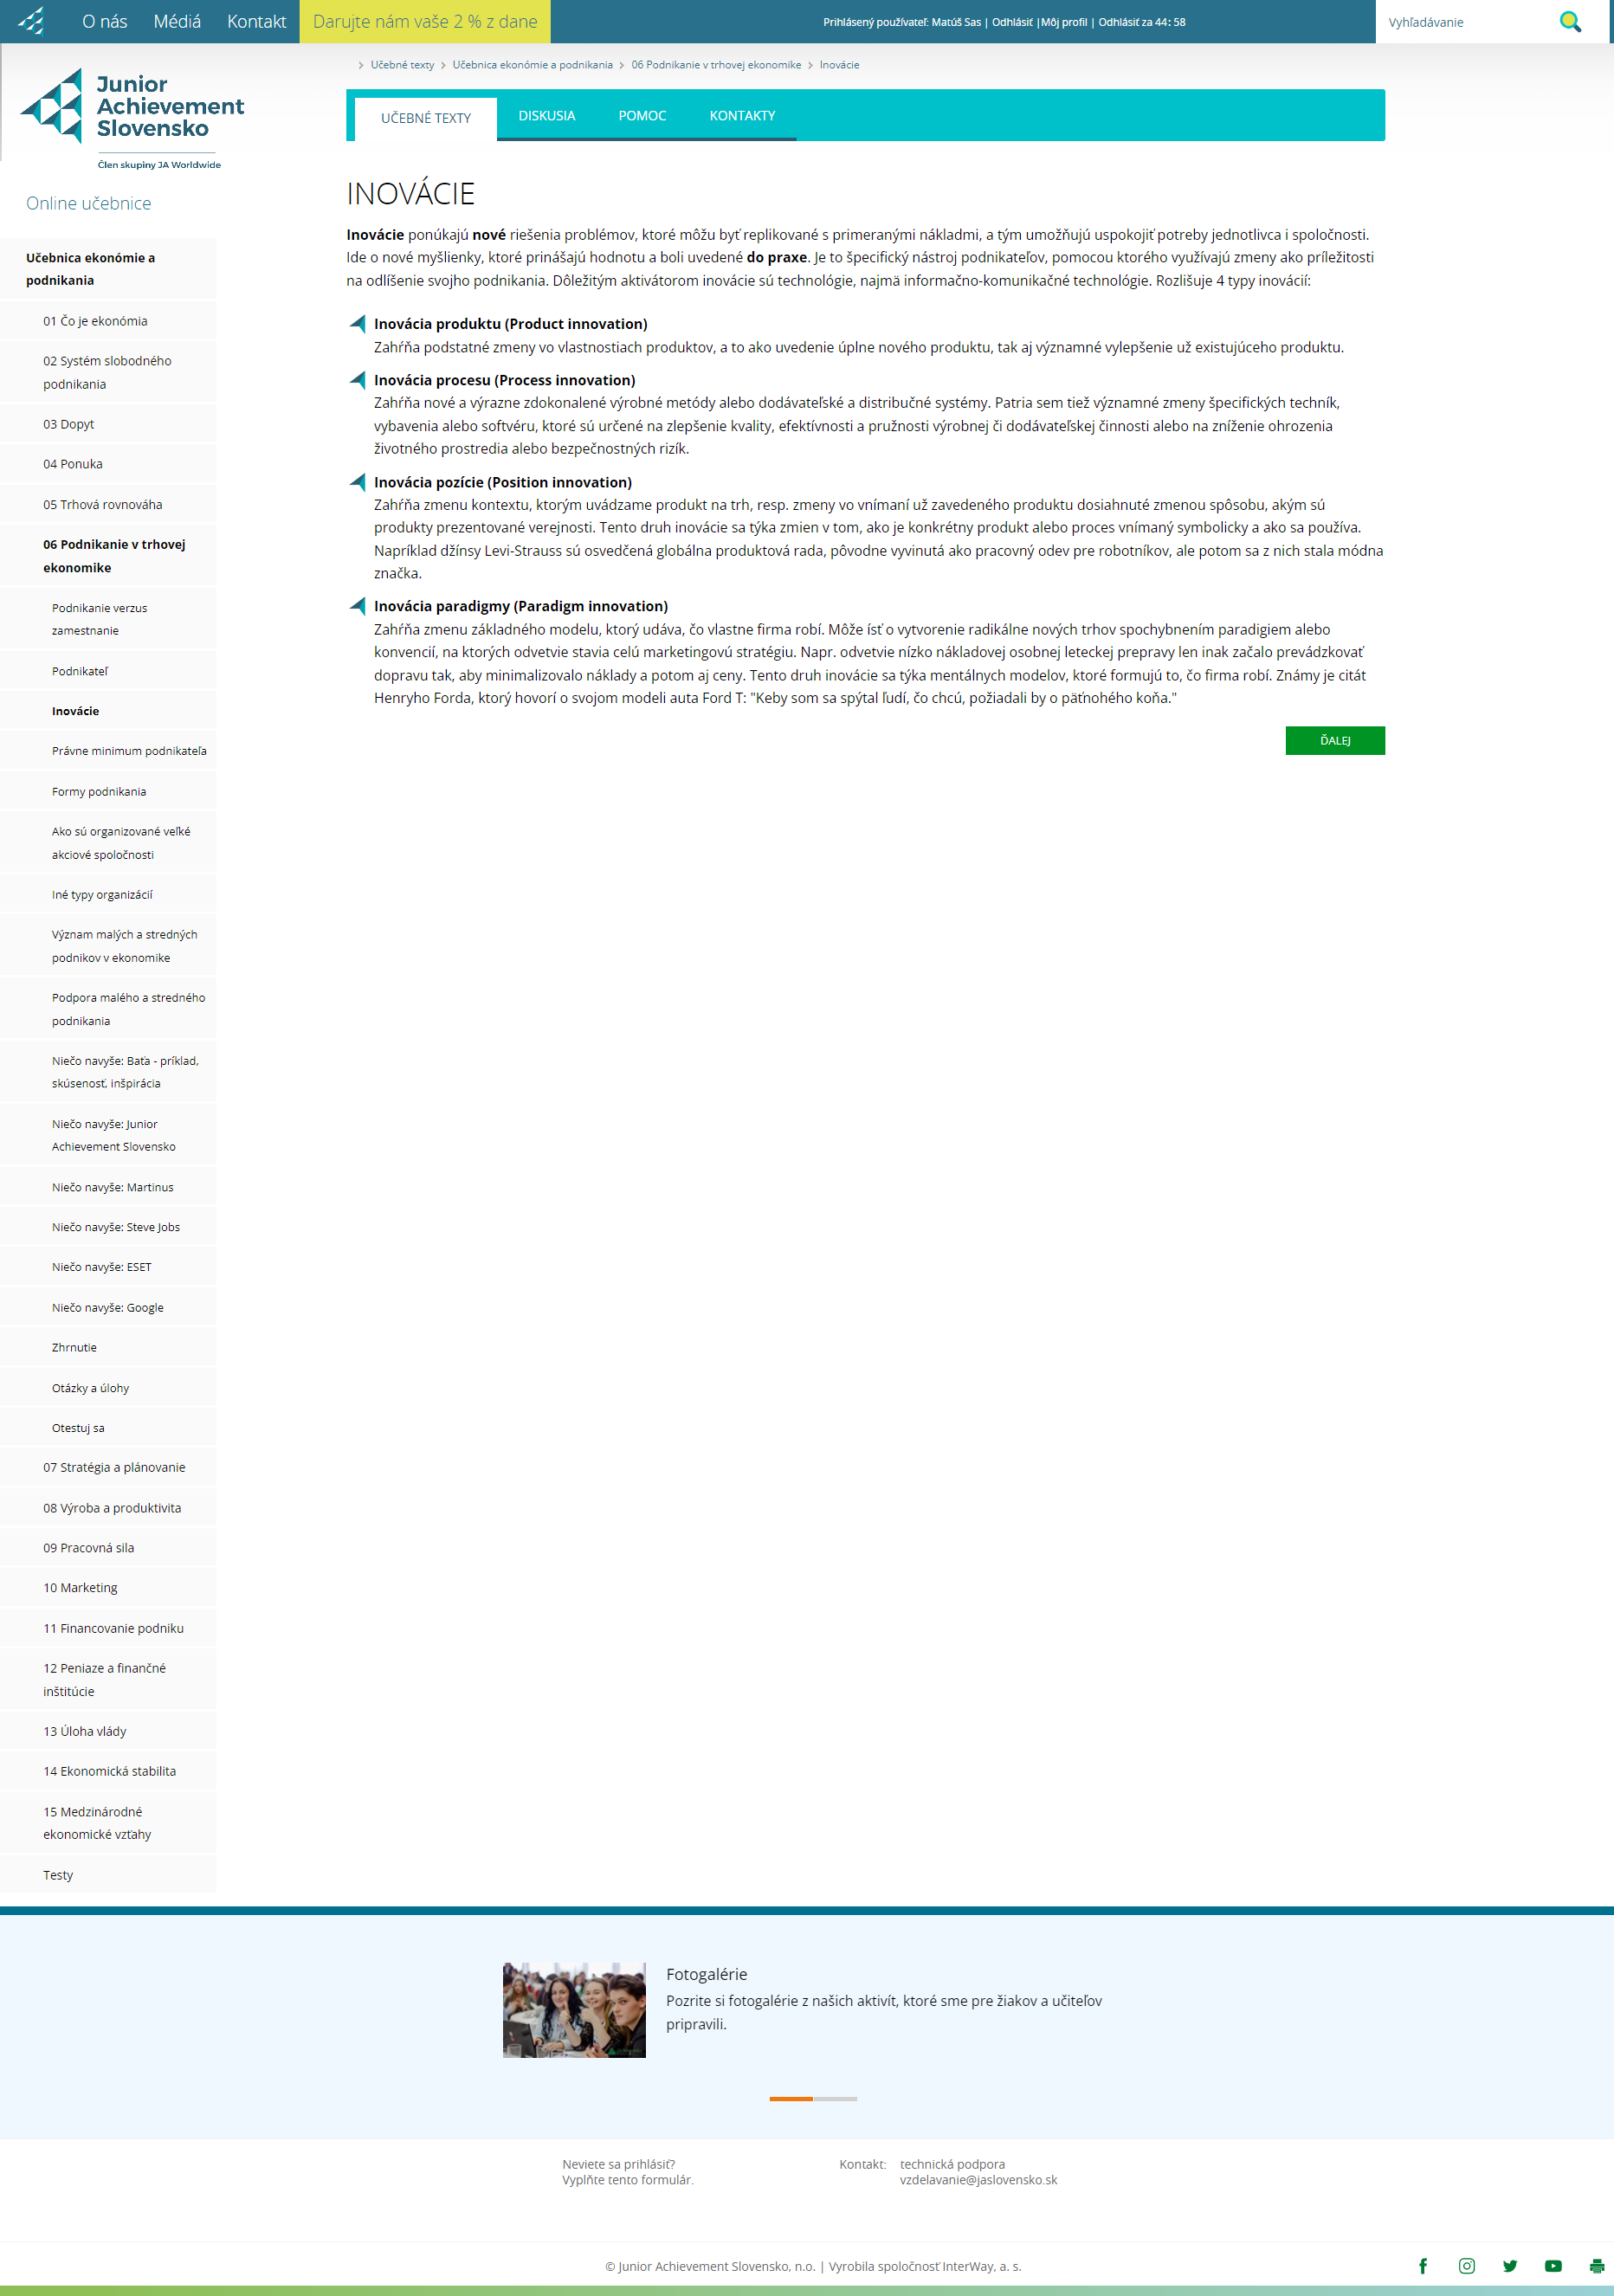 O nás Médiá Kontakt Darujte nám vaše 2 % z dane Prihlásený používateľ: Matúš Sas | Odhlásiť |Môj profil | Odhlásiť za 44: 58 Vyhľadávanie
Učebné texty Učebnica ekonómie a podnikania 06 Podnikanie v trhovej ekonomike Inovácie
Junior
Achievement
Slovensko
Člen skupiny JA Worldwide
UČEBNÉ TEXTY DISKUSIA POMOC KONTAKTY
Online učebnice
Učebnica ekonómie a
podnikania
01 Čo je ekonómia
02 Systém slobodného
podnikania
03 Dopyt
04 Ponuka
05 Trhová rovnováha
06 Podnikanie v trhovej
ekonomike
Podnikanie verzus
zamestnanie
Podnikateľ
Inovácie
Právne minimum podnikateľa
Formy podnikania
Ako sú organizované veľké
akciové spoločnosti
Iné typy organizácií
Význam malých a stredných
podnikov v ekonomike
Podpora malého a stredného
podnikania
Niečo navyše: Baťa - príklad,
skúsenosť, inšpirácia
Niečo navyše: Junior
Achievement Slovensko
Niečo navyše: Martinus
Niečo navyše: Steve Jobs
Niečo navyše: ESET
Niečo navyše: Google
Zhrnutie
Otázky a úlohy
Otestuj sa
07 Stratégia a plánovanie
08 Výroba a produktivita
09 Pracovná sila
10 Marketing
11 Financovanie podniku
12 Peniaze a finančné
inštitúcie
13 Úloha vlády
14 Ekonomická stabilita
15 Medzinárodné
ekonomické vzťahy
Testy
INOVÁCIE
Inovácie ponúkajú nové riešenia problémov, ktoré môžu byť replikované s primeranými nákladmi, a tým umožňujú uspokojiť potreby jednotlivca i spoločnosti.
Ide o nové myšlienky, ktoré prinášajú hodnotu a boli uvedené do praxe. Je to špecifický nástroj podnikateľov, pomocou ktorého využívajú zmeny ako príležitosti
na odlíšenie svojho podnikania. Dôležitým aktivátorom inovácie sú technológie, najmä informačno-komunikačné technológie. Rozlišuje 4 typy inovácií:
Inovácia produktu (Product innovation)
Zahŕňa podstatné zmeny vo vlastnostiach produktov, a to ako uvedenie úplne nového produktu, tak aj významné vylepšenie už existujúceho produktu.
Inovácia procesu (Process innovation)
Zahŕňa nové a výrazne zdokonalené výrobné metódy alebo dodávateľské a distribučné systémy. Patria sem tiež významné zmeny špecifických techník,
vybavenia alebo softvéru, ktoré sú určené na zlepšenie kvality, efektívnosti a pružnosti výrobnej či dodávateľskej činnosti alebo na zníženie ohrozenia
životného prostredia alebo bezpečnostných rizík.
Inovácia pozície (Position innovation)
Zahŕňa zmenu kontextu, ktorým uvádzame produkt na trh, resp. zmeny vo vnímaní už zavedeného produktu dosiahnuté zmenou spôsobu, akým sú
produkty prezentované verejnosti. Tento druh inovácie sa týka zmien v tom, ako je konkrétny produkt alebo proces vnímaný symbolicky a ako sa používa.
Napríklad džínsy Levi-Strauss sú osvedčená globálna produktová rada, pôvodne vyvinutá ako pracovný odev pre robotníkov, ale potom sa z nich stala módna
značka.
Inovácia paradigmy (Paradigm innovation)
Zahŕňa zmenu základného modelu, ktorý udáva, čo vlastne firma robí. Môže ísť o vytvorenie radikálne nových trhov spochybnením paradigiem alebo
konvencií, na ktorých odvetvie stavia celú marketingovú stratégiu. Napr. odvetvie nízko nákladovej osobnej leteckej prepravy len inak začalo prevádzkovať
dopravu tak, aby minimalizovalo náklady a potom aj ceny. Tento druh inovácie sa týka mentálnych modelov, ktoré formujú to, čo firma robí. Známy je citát
Henryho Forda, ktorý hovorí o svojom modeli auta Ford T: "Keby som sa spýtal ľudí, čo chcú, požiadali by o päťnohého koňa."
ĎALEJ
Fotogalérie
Pozrite si fotogalérie z našich aktivít, ktoré sme pre žiakov a učiteľov
pripravili.
Neviete sa prihlásiť?
Vyplňte tento formulár.
Kontakt: technická podpora
vzdelavanie@jaslovensko.sk
© Junior Achievement Slovensko, n.o. | Vyrobila spoločnosť InterWay, a. s.